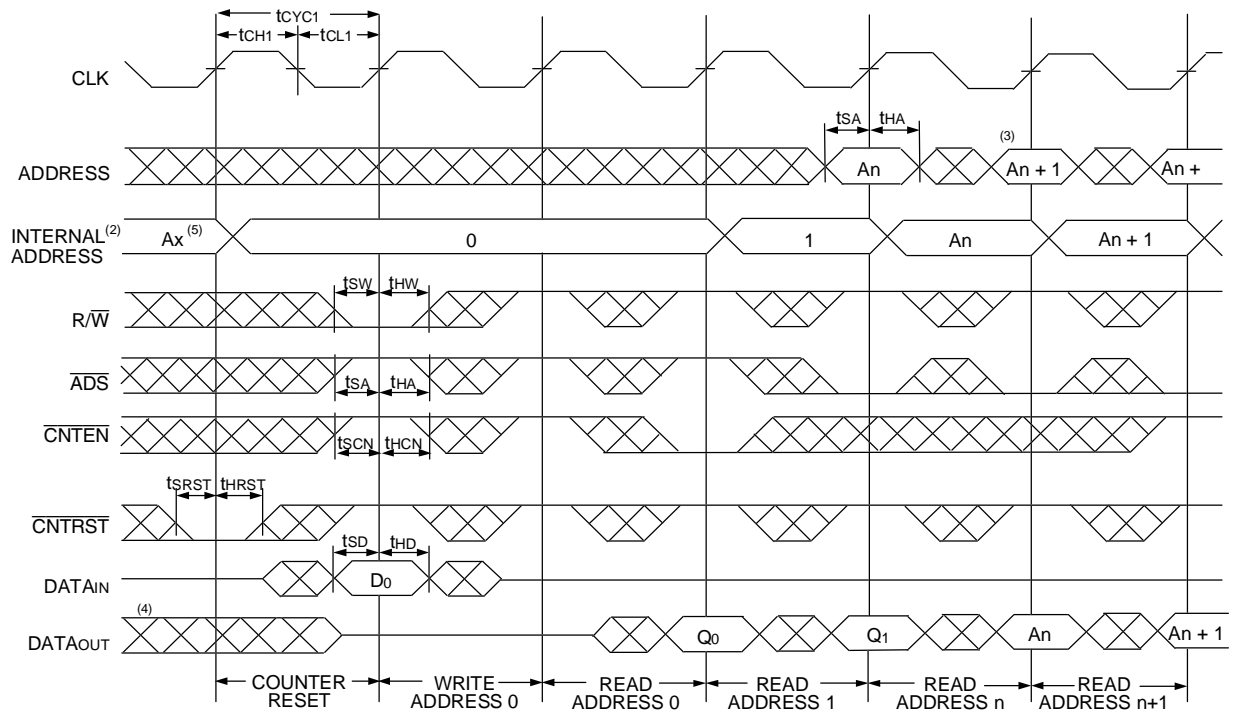 tCYC1
tCH1 tCL1
CLK
tSA tHA
(3)
ADDRESS An An + 1 An +
INTERNAL(2)
ADDRESS
Ax (5) 0 1 An An + 1
tSW tHW
R/W̅
A̅D̅S̅ tSA tHA
C̅N̅T̅E̅N̅ tSCN tHCN
tSRST tHRST
C̅N̅T̅R̅S̅T̅
tSD tHD
DATAIN D0
(4)
DATAOUT Q0 Q1 An An + 1
COUNTER WRITE READ READ READ READ
RESET ADDRESS 0 ADDRESS 0 ADDRESS 1 ADDRESS n ADDRESS n+1